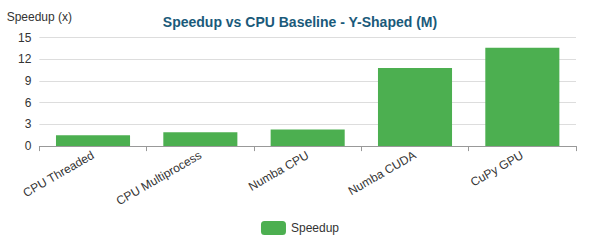 Speedup (x)
Speedup vs CPU Baseline - Y-Shaped (M)
15
12
9
6
3
0
CPU Threaded
CPU Multiprocess
Numba CPU
Numba CUDA
CuPy GPU
Speedup